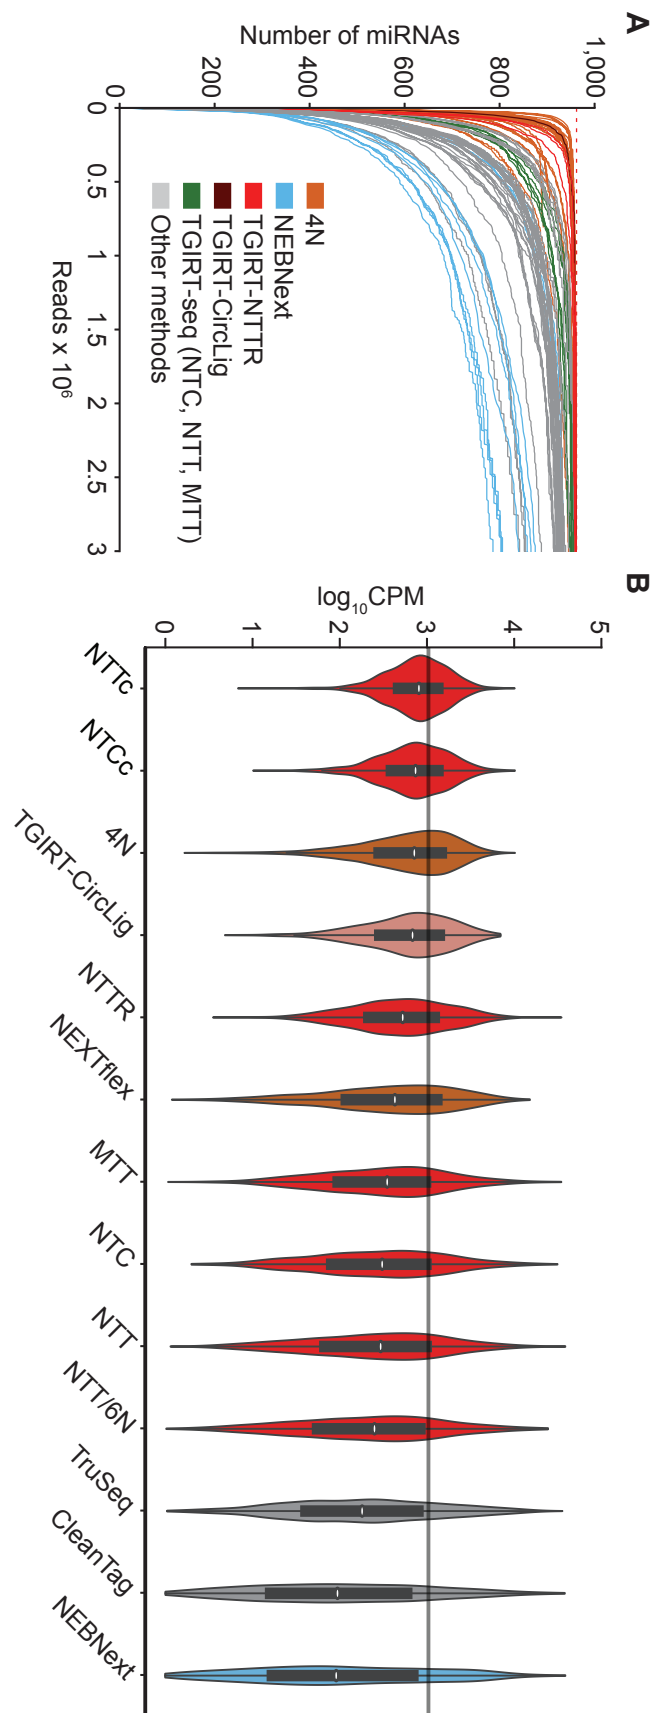 A
Number of miRNAs
1,000
800
600
400
200
0
0
0.5
1
1.5
2
2.5
3
Reads x 10⁶
4N
NEBNext
TGIRT-NTTR
TGIRT-CircLig
TGIRT-seq (NTC, NTT, MTT)
Other methods
B
log₁₀CPM
5
4
3
2
1
0
NTTc
NTCc
4N
TGIRT-CircLig
NTTR
NEXTflex
MTT
NTC
NTT
NTT/6N
TruSeq
CleanTag
NEBNext